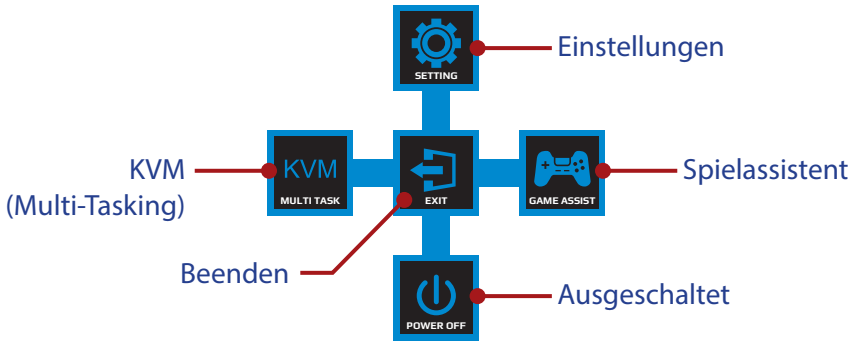 SETTING
Einstellungen
KVM
(Multi-Tasking)
KVM
MULTI TASK
EXIT
GAME ASSIST
Spielassistent
Beenden
POWER OFF
Ausgeschaltet